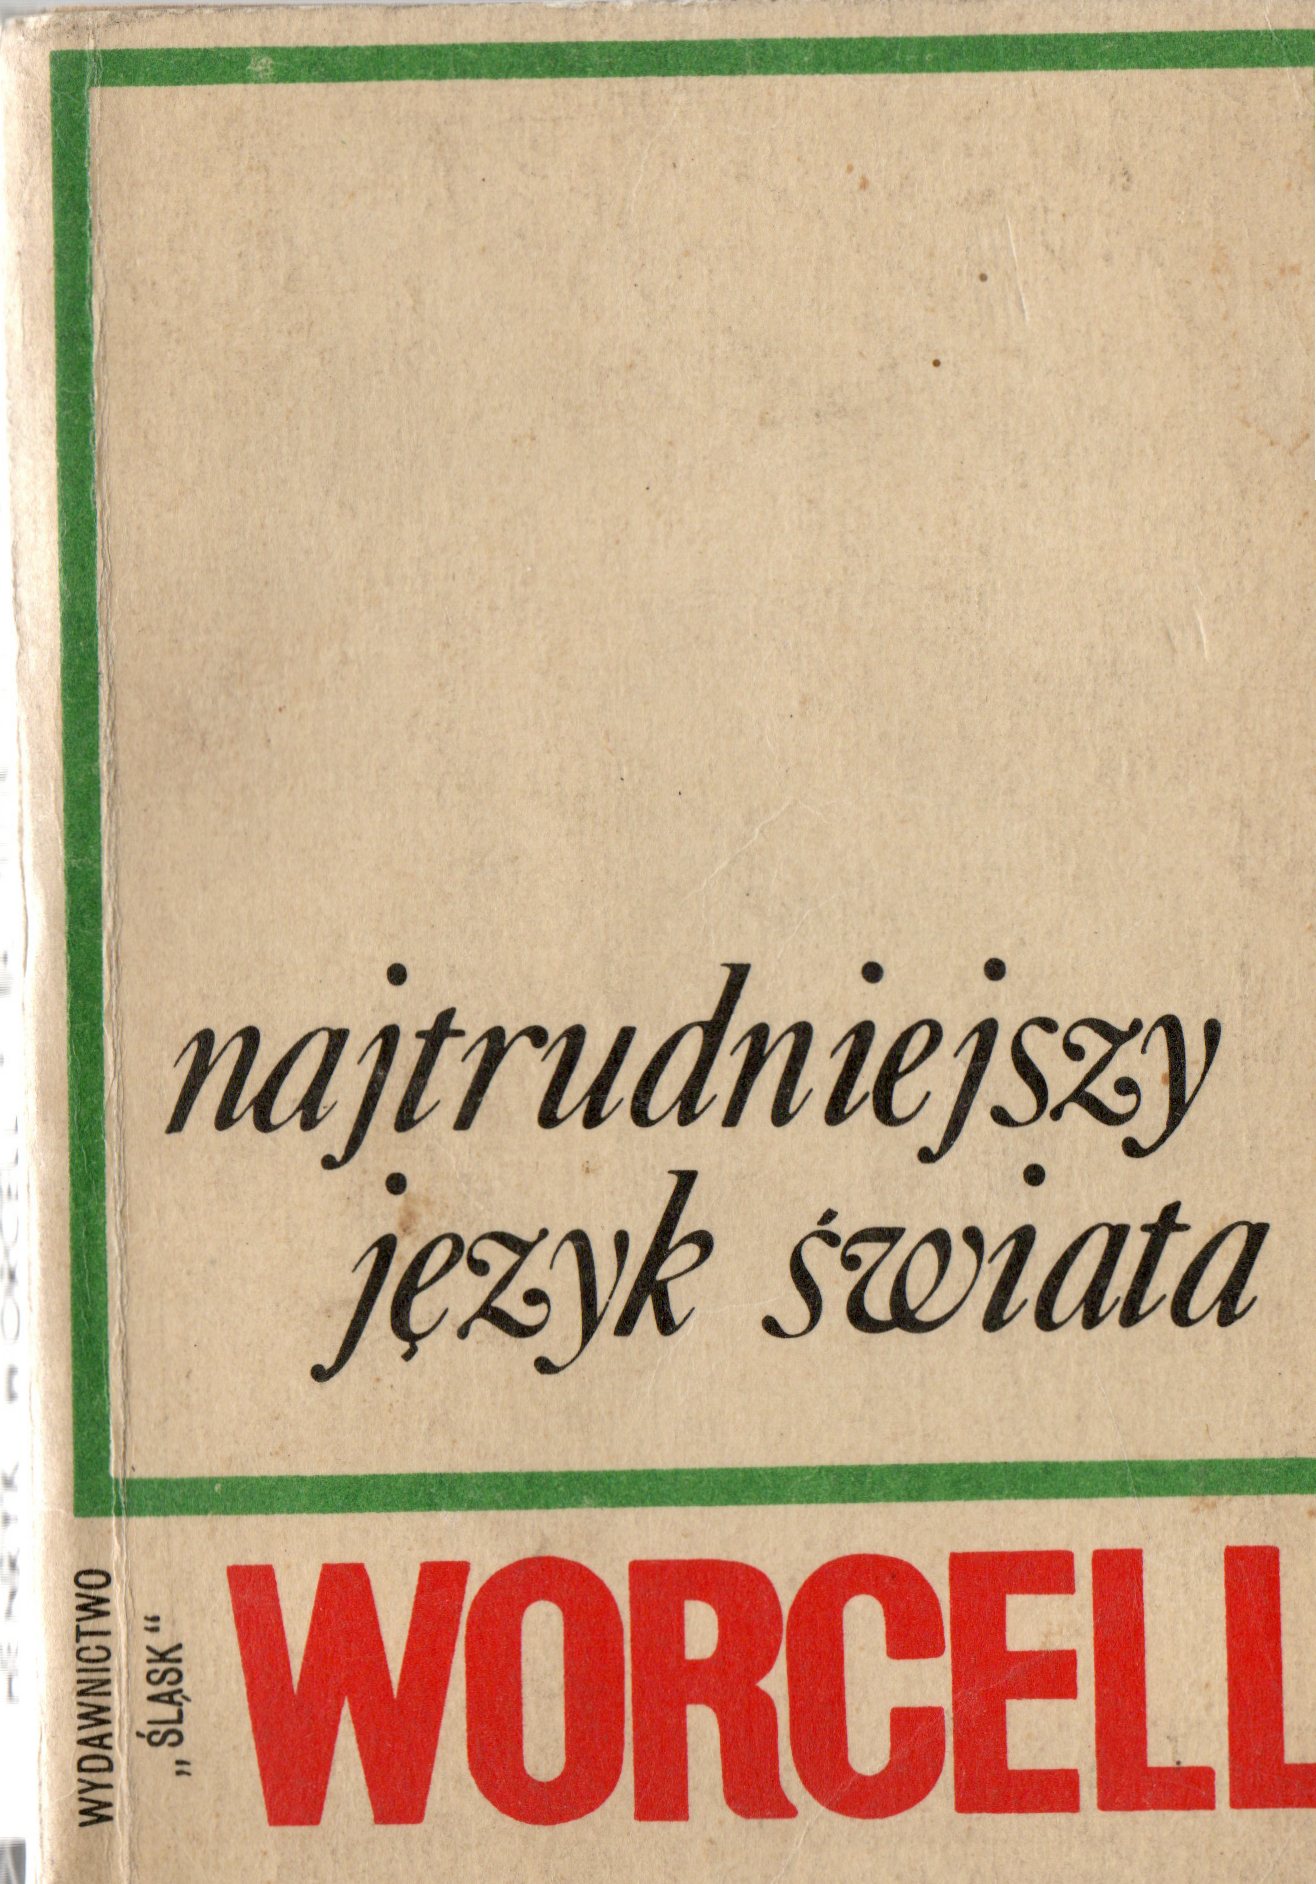 najtrudniejszy
język świata
WYDAWNICTWO
„ŚLĄSK“
WORCELL